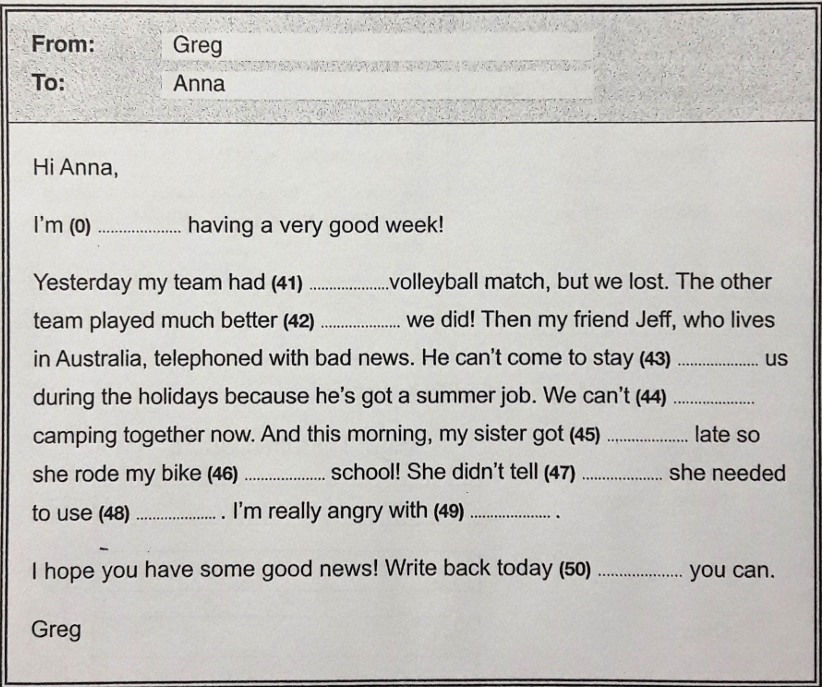 From: Greg
To: Anna
Hi Anna,
I'm (0) .................... having a very good week!
Yesterday my team had (41) ....................volleyball match, but we lost. The other
team played much better (42) .................... we did! Then my friend Jeff, who lives
in Australia, telephoned with bad news. He can't come to stay (43) .................... us
during the holidays because he's got a summer job. We can't (44) ....................
camping together now. And this morning, my sister got (45) .................... late so
she rode my bike (46) .................... school! She didn't tell (47) .................... she needed
to use (48) .................... . I'm really angry with (49) .................... .
I hope you have some good news! Write back today (50) .................... you can.
Greg